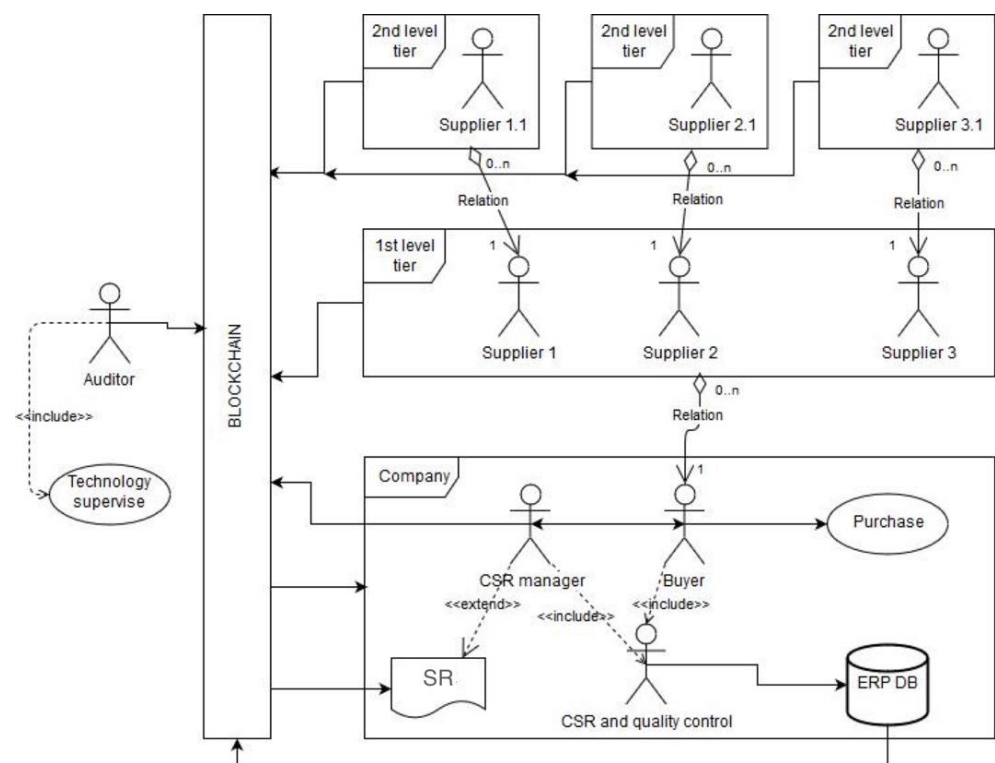 2nd level
tier
Supplier 1.1
2nd level
tier
Supplier 2.1
2nd level
tier
Supplier 3.1
0..n
0..n
0..n
Relation
Relation
Relation
1
1
1
1st level
tier
Supplier 1
Supplier 2
Supplier 3
Auditor
<<include>>
Technology
supervise
BLOCKCHAIN
0..n
Relation
1
Company
CSR manager
Buyer
Purchase
<<extend>>
<<include>>
<<include>>
SR
CSR and quality control
ERP DB